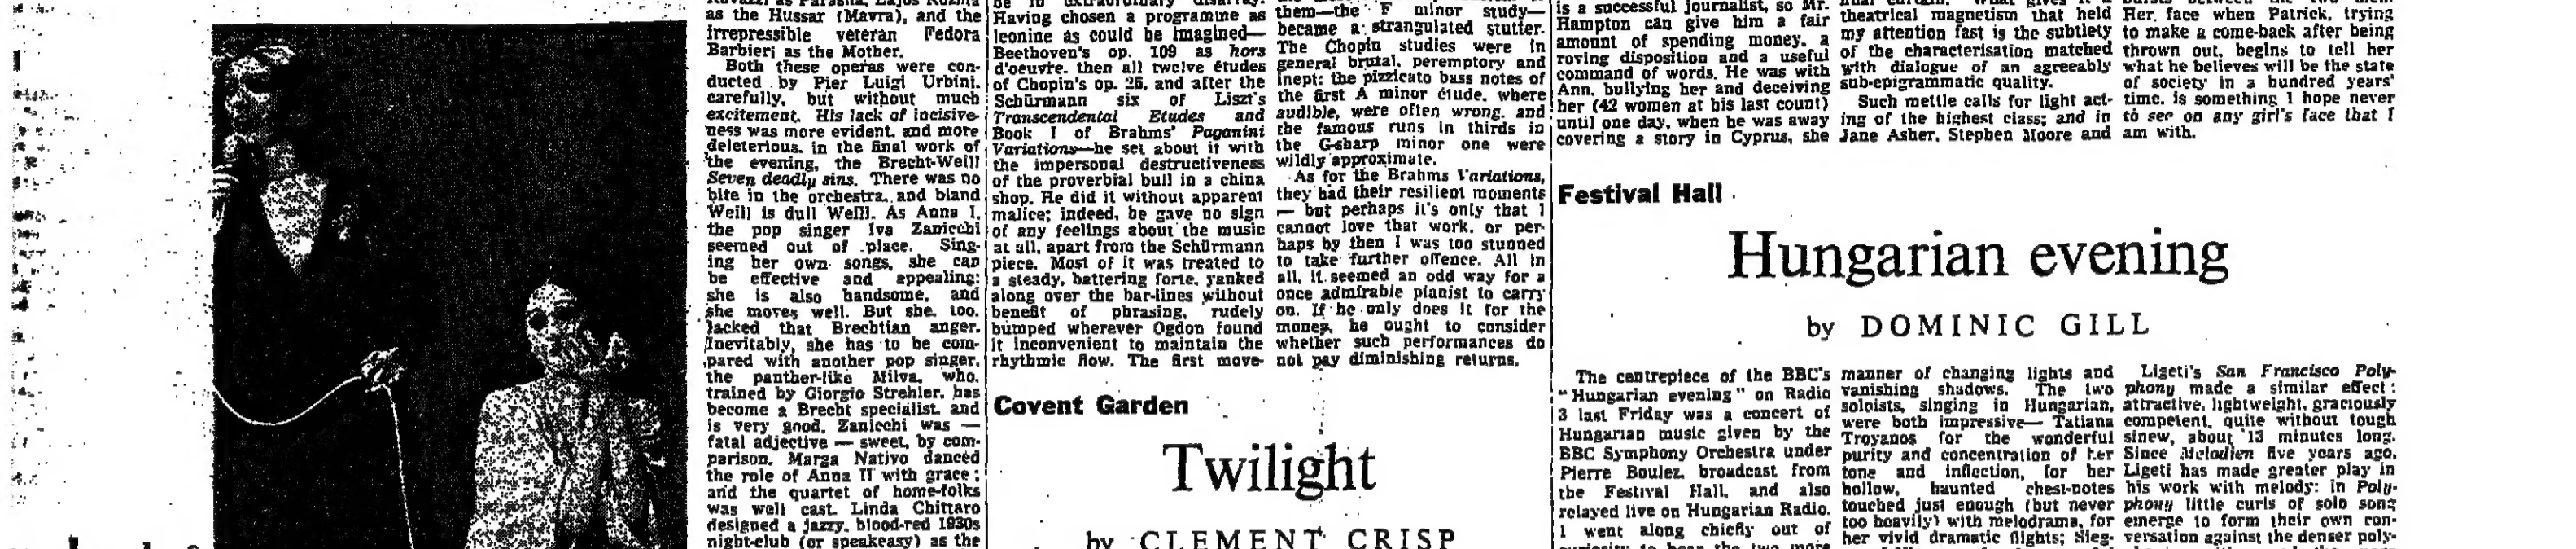 as the Hussar (Mavra), and the
irrepressible veteran Fedora
Barbieri as the Mother.
Both these operas were con-
ducted by Pier Luigi Urbini.
carefully, but without much
excitement. His lack of incisive-
ness was more evident, and more
deleterious, in the final work of
the evening, the Brecht-Weill
Seven deadly sins. There was no
bite in the orchestra, and bland
Weill is dull Weill. As Anna I,
the pop singer Iva Zanicchi
seemed out of place. Sing-
ing her own songs, she can
be effective and appealing:
she is also handsome, and
she moves well. But she, too,
lacked that Brechtian anger.
Inevitably, she has to be com-
pared with another pop singer,
the panther-like Milva, who,
trained by Giorgio Strehler, has
become a Brecht specialist, and
is very good. Zanicchi was —
fatal adjective — sweet, by com-
parison. Marga Nativo danced
the role of Anna II with grace;
and the quartet of home-folks
was well cast. Linda Chittaro
designed a jazzy, blood-red 1930s
night-club (or speakeasy) as the
be in extraordinary disarray.
Having chosen a programme as
leonine as could be imagined—
Beethoven's op. 109 as hors
d'oeuvre, then all twelve études
of Chopin's op. 25, and after the
Schürmann six of Liszt's
Transcendental Etudes and
Book I of Brahms' Paganini
Variations—he set about it with
the impersonal destructiveness
of the proverbial bull in a china
shop. He did it without apparent
malice; indeed, he gave no sign
of any feelings about the music
at all, apart from the Schürmann
piece. Most of it was treated to
a steady, battering forte, yanked
along over the bar-lines without
benefit of phrasing, rudely
bumped wherever Ogdon found
it inconvenient to maintain the
rhythmic flow. The first move-
them—the F minor study—
became a strangulated stutter.
The Chopin studies were in
general brutal, peremptory and
inept: the pizzicato bass notes of
the first A minor étude, where
audible, were often wrong, and
the famous runs in thirds in
the G-sharp minor one were
wildly approximate.
As for the Brahms Variations,
they had their resilient moments
— but perhaps it's only that I
cannot love that work, or per-
haps by then I was too stunned
to take further offence. All in
all, it seemed an odd way for a
once admirable pianist to carry
on. If he only does it for the
money, he ought to consider
whether such performances do
not pay diminishing returns.
Covent Garden
Twilight
by CLEMENT CRISP
is a successful journalist, so Mr.
Hampton can give him a fair
amount of spending money, a
roving disposition and a useful
command of words. He was with
Ann, bullying her and deceiving
her (42 women at his last count)
until one day, when he was away
covering a story in Cyprus, she
theatrical magnetism that held
my attention fast is the subtlety
of the characterisation matched
with dialogue of an agreeably
sub-epigrammatic quality.
Such mettle calls for light act-
ing of the highest class; and in
Jane Asher, Stephen Moore and
Her face when Patrick, trying
to make a come-back after being
thrown out, begins to tell her
what he believes will be the state
of society in a hundred years'
time, is something I hope never
to see on any girl's face that I
am with.
Festival Hall
Hungarian evening
by DOMINIC GILL
The centrepiece of the BBC's
"Hungarian evening" on Radio
3 last Friday was a concert of
Hungarian music given by the
BBC Symphony Orchestra under
Pierre Boulez, broadcast from
the Festival Hall, and also
relayed live on Hungarian Radio.
I went along chiefly out of
curiosity to hear the two more
manner of changing lights and
vanishing shadows. The two
soloists, singing in Hungarian,
were both impressive— Tatiana
Troyanos for the wonderful
purity and concentration of her
tone and inflection, for her
hollow, haunted chest-notes
touched just enough (but never
too heavily) with melodrama, for
her vivid dramatic flights; Sieg-
Ligeti's San Francisco Poly-
phony made a similar effect:
attractive, lightweight, graciously
competent, quite without tough
sinew, about 13 minutes long.
Since Melodien five years ago,
Ligeti has made greater play in
his work with melody: in Poly-
phony little curls of solo song
emerge to form their own con-
versation against the denser poly-